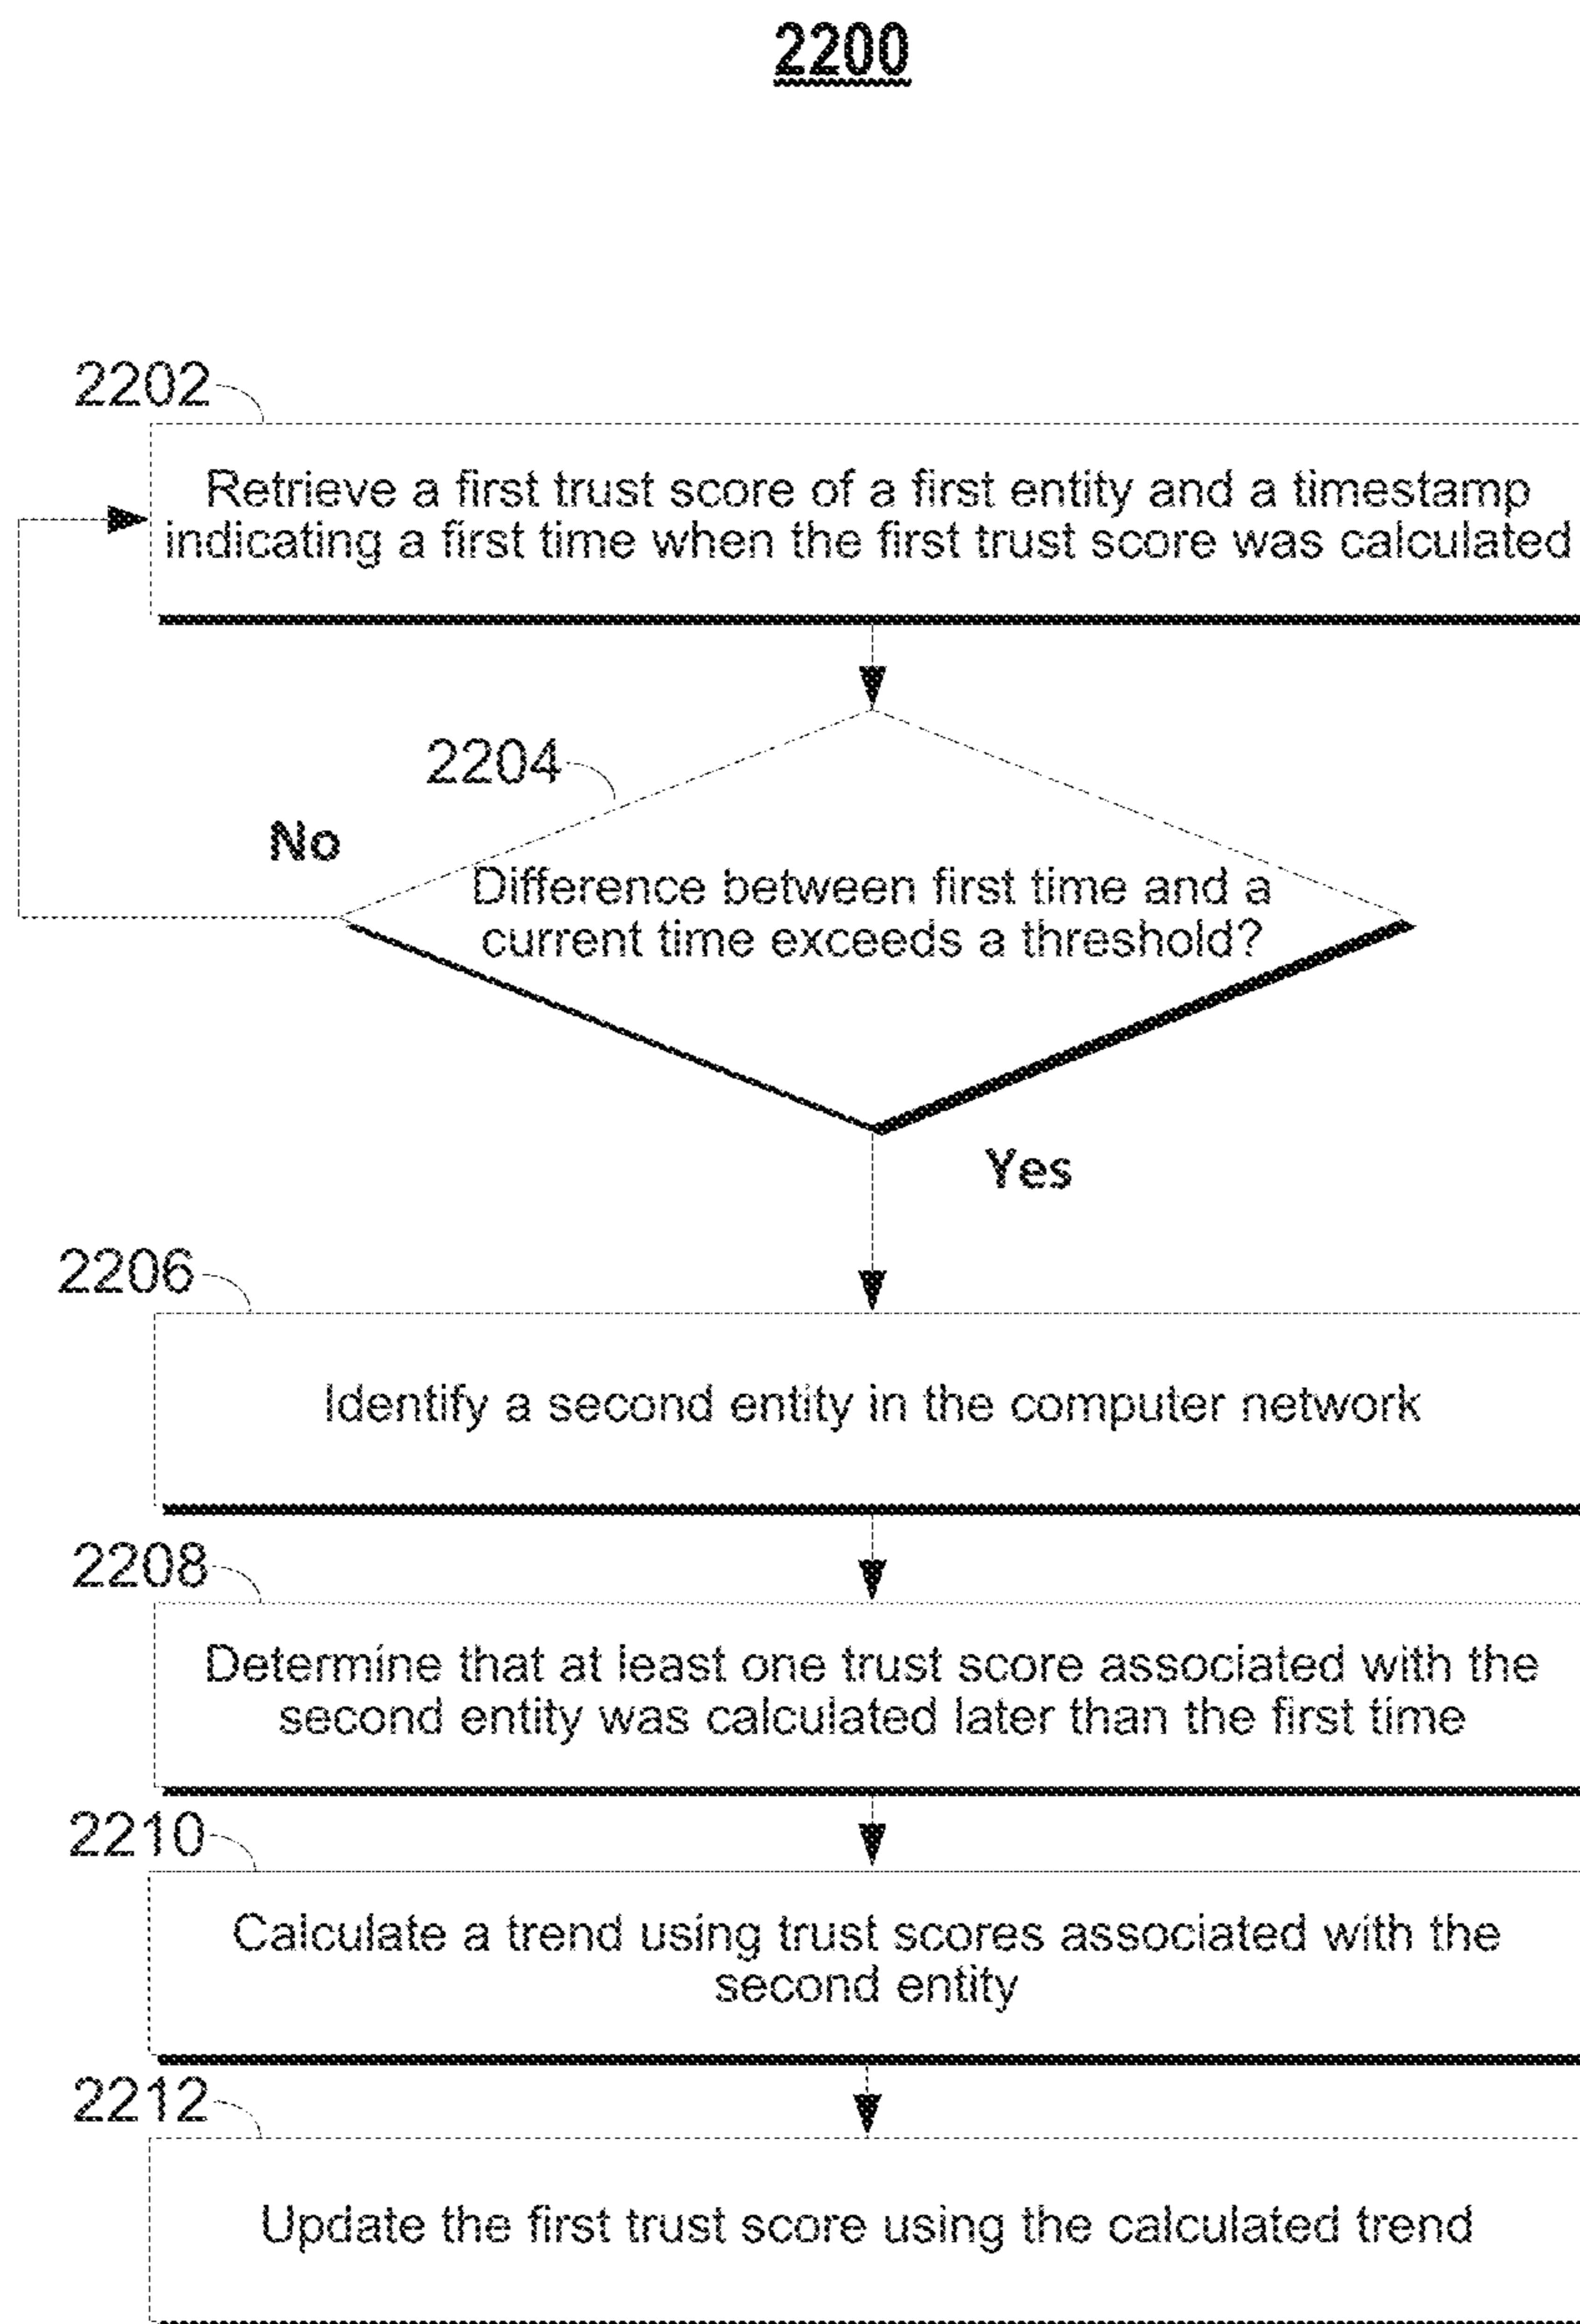 2200
2202
Retrieve a first trust score of a first entity and a timestamp
indicating a first time when the first trust score was calculated
2204
No
Difference between first time and a
current time exceeds a threshold?
Yes
2206
Identify a second entity in the computer network
2208
Determine that at least one trust score associated with the
second entity was calculated later than the first time
2210
Calculate a trend using trust scores associated with the
second entity
2212
Update the first trust score using the calculated trend